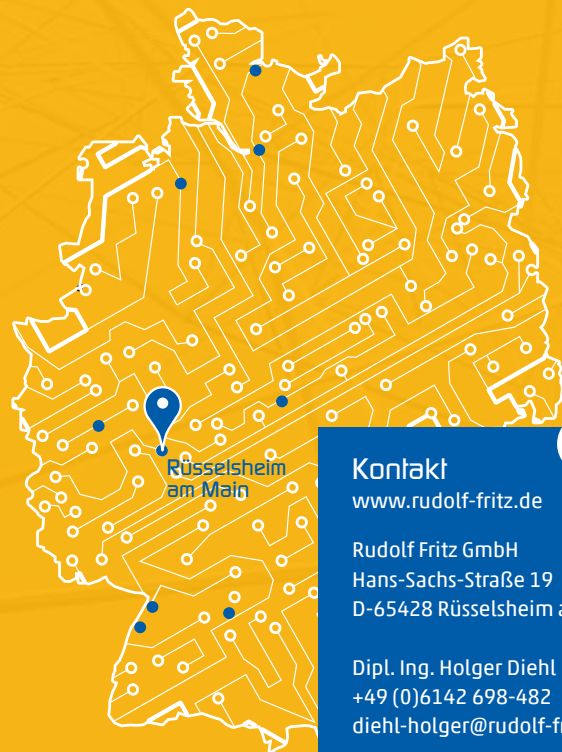 Rüsselsheim
am Main
Kontakt
www.rudolf-fritz.de
Rudolf Fritz GmbH
Hans-Sachs-Straße 19
D-65428 Rüsselsheim
Dipl. Ing. Holger Diehl
+49 (0)6142 698-482